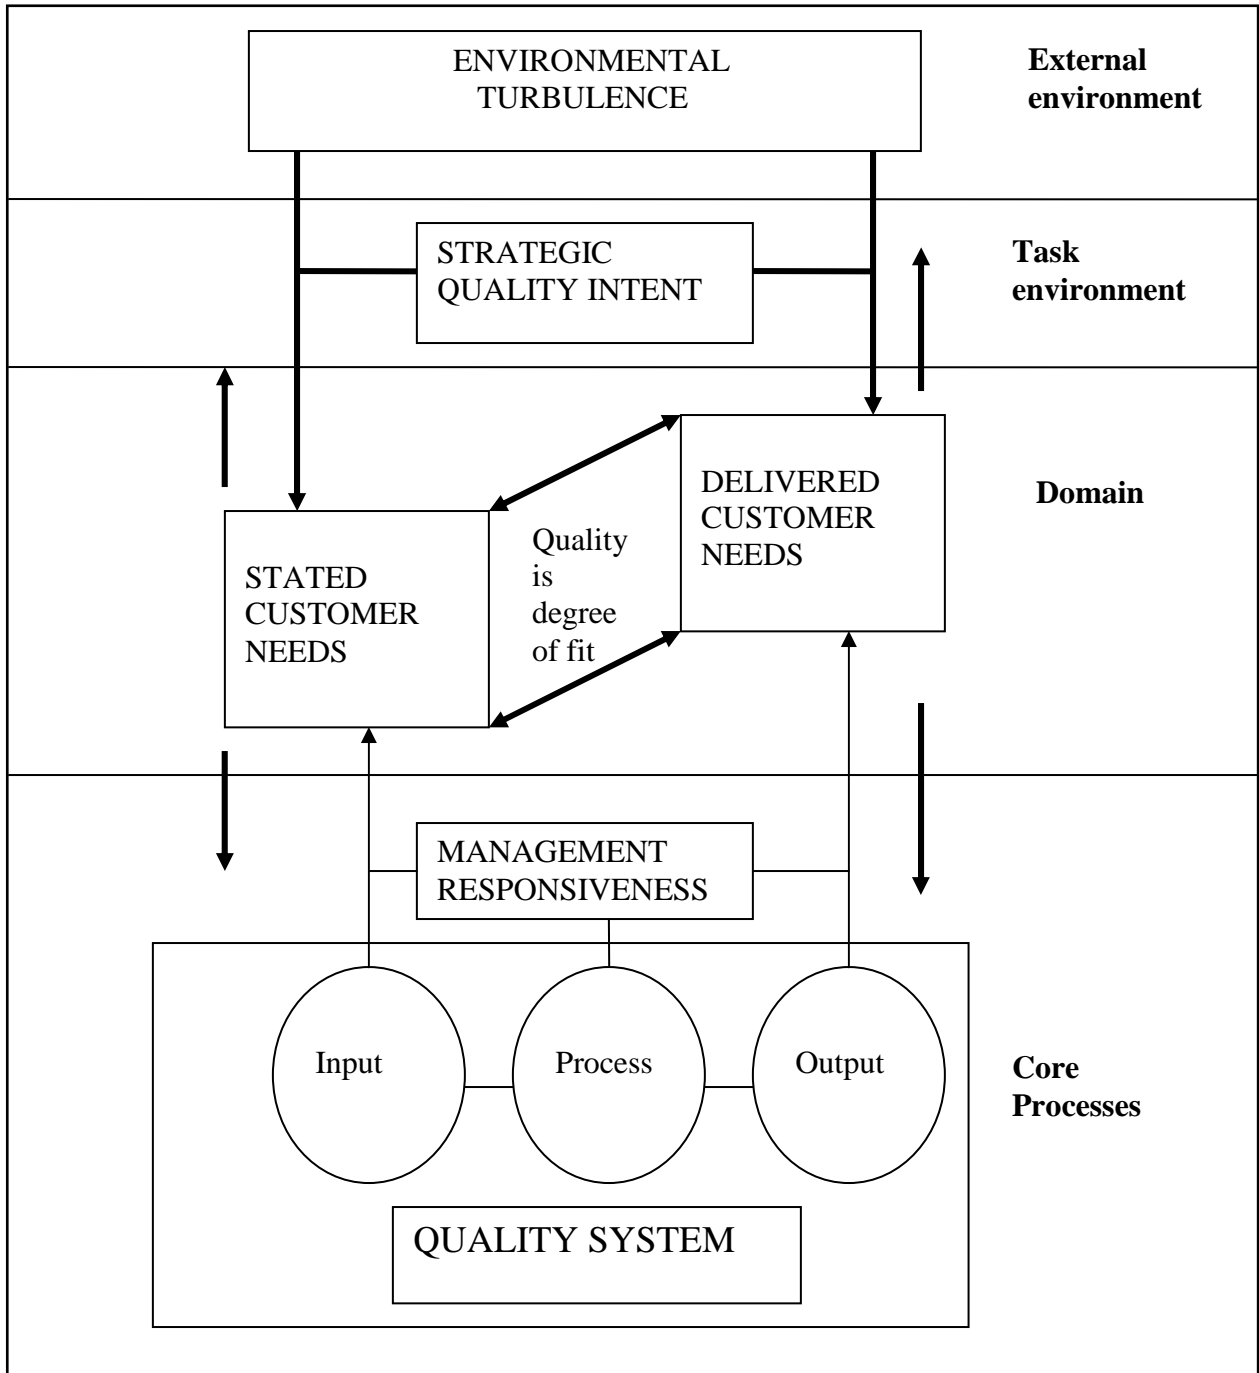 ENVIRONMENTAL
TURBULENCE
External
environment
STRATEGIC
QUALITY INTENT
Task
environment
DELIVERED
CUSTOMER
NEEDS
Domain
Quality
is
degree
of fit
STATED
CUSTOMER
NEEDS
MANAGEMENT
RESPONSIVENESS
Input
Process
Output
Core
Processes
QUALITY SYSTEM